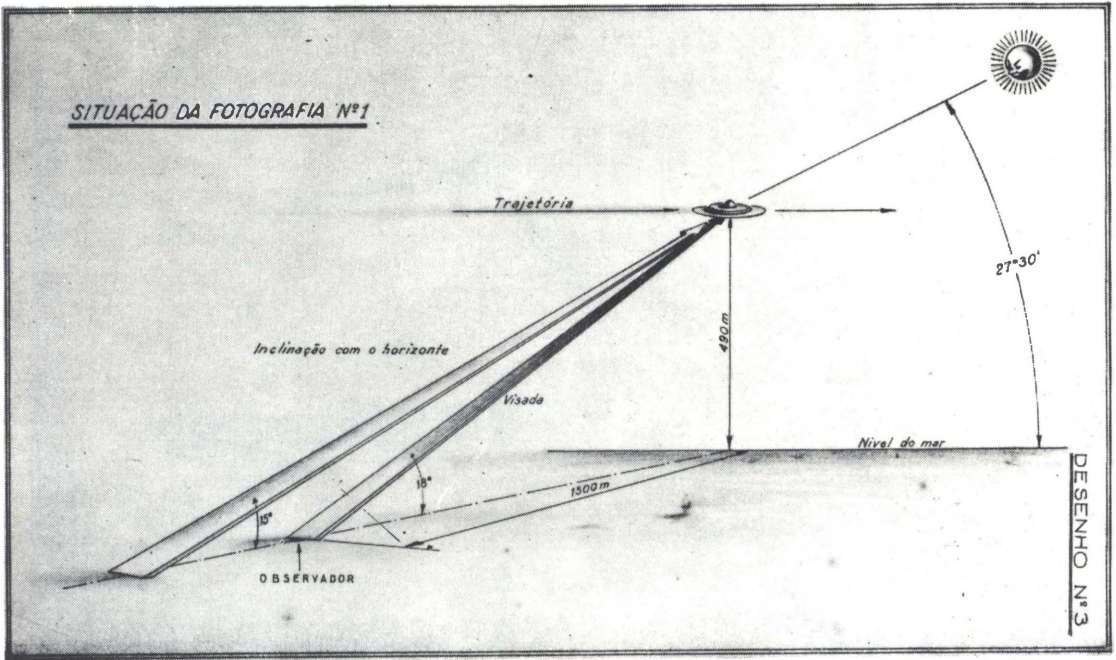 SITUAÇÃO DA FOTOGRAFIA Nº1
Trajetória
27°30'
490m
Inclinação com o horizonte
Visada
Nivel do mar
18°
1500m
15°
OBSERVADOR
DESENHO Nº3